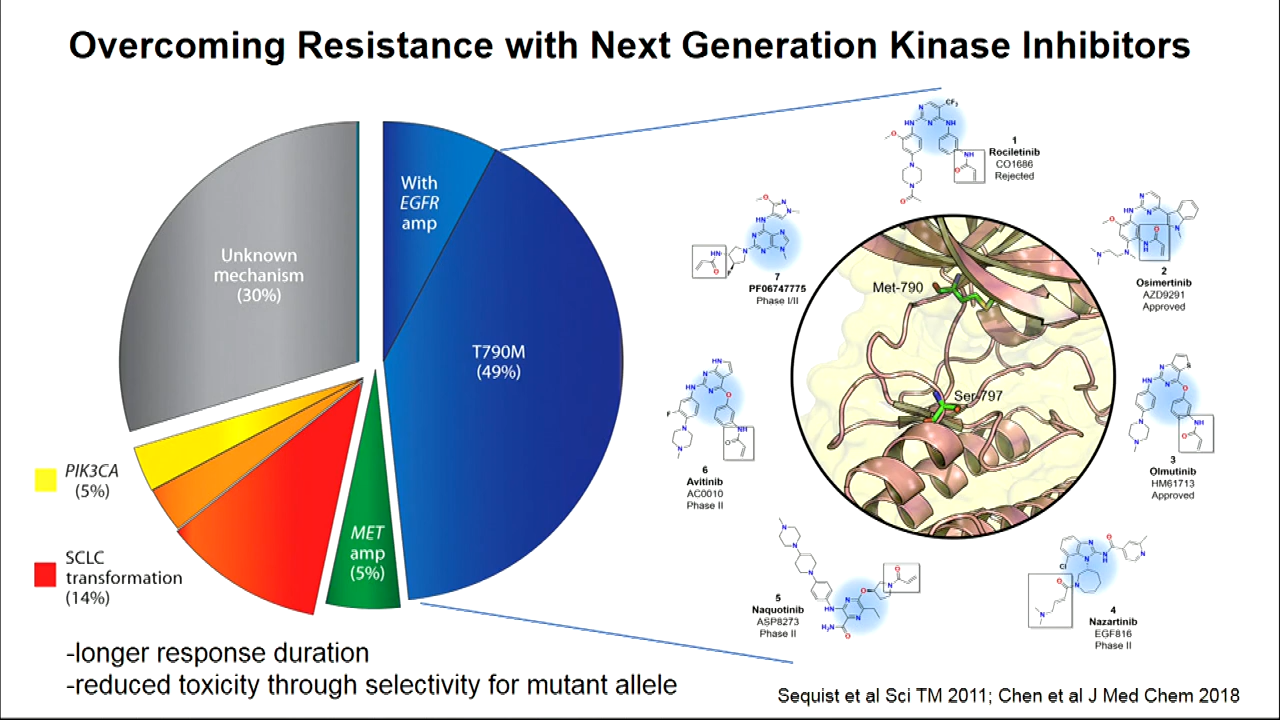 Overcoming Resistance with Next Generation Kinase Inhibitors
With
EGFR
amp
Unknown
mechanism
(30%)
T790M
(49%)
MET
amp
(5%)
PIK3CA
(5%)
SCLC
transformation
(14%)
-longer response duration
-reduced toxicity through selectivity for mutant allele
1
Rociletinib
CO1686
Rejected
2
Osimertinib
AZD9291
Approved
3
Olmutinib
HM61713
Approved
4
Nazartinib
EGF816
Phase II
5
Naquotinib
ASP8273
Phase II
6
Avitinib
AC0010
Phase II
7
PF06747775
Phase I/II
Met-790
Ser-797
Sequist et al Sci TM 2011; Chen et al J Med Chem 2018